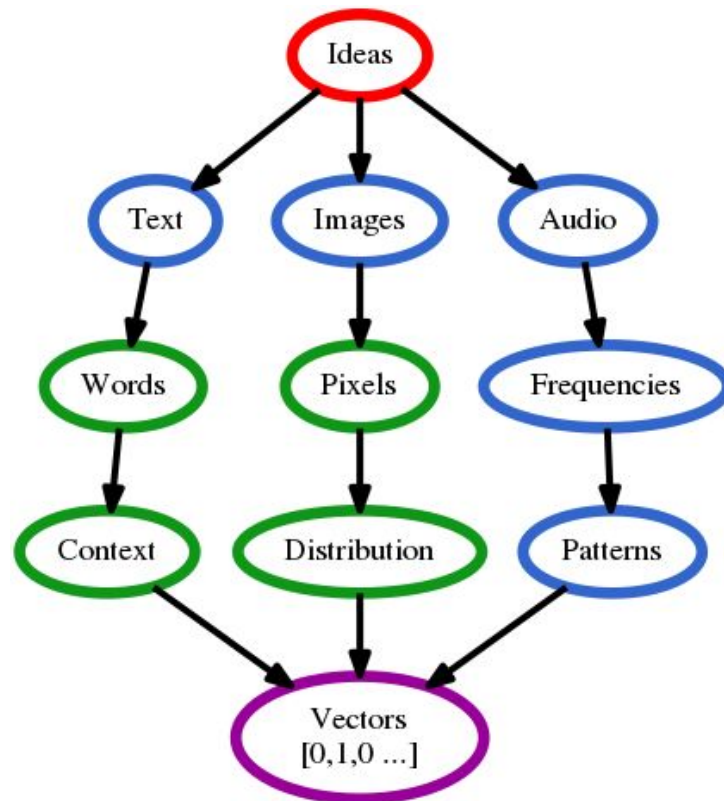 Ideas
Text
Images
Audio
Words
Pixels
Frequencies
Context
Distribution
Patterns
Vectors
[0,1,0 ...]